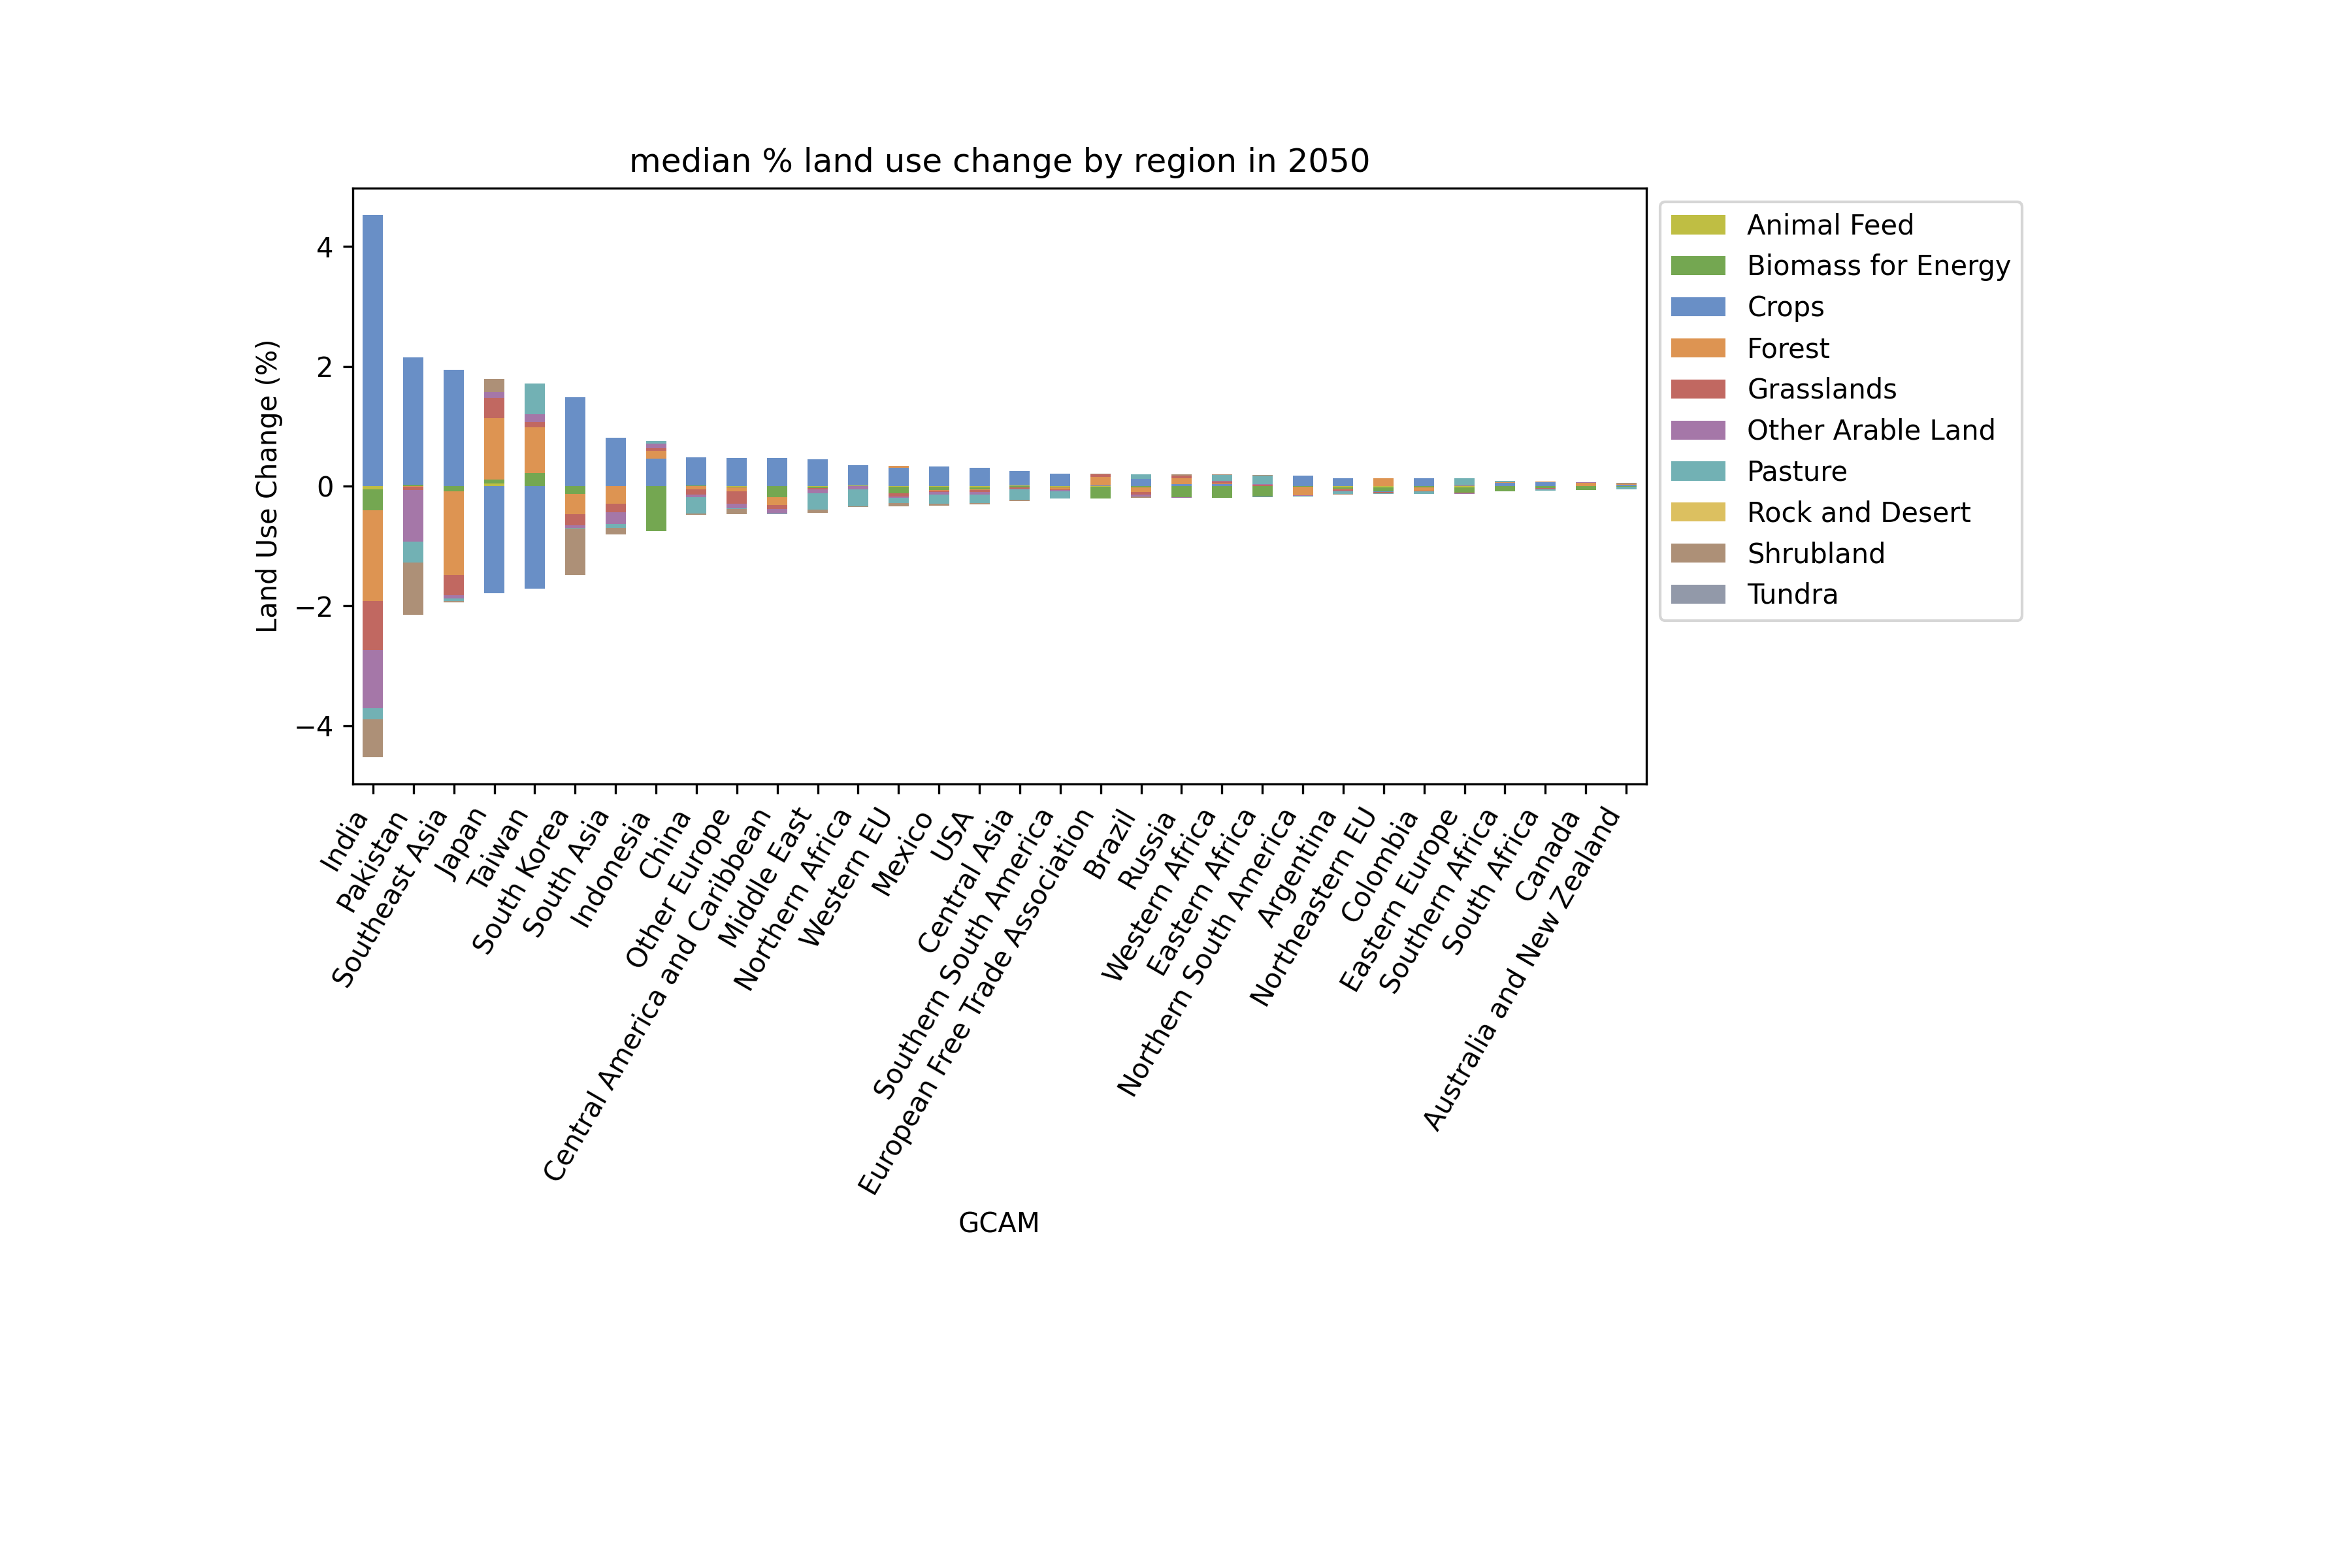 median % land use change by region in 2050
Land Use Change (%)
4
2
0
−2
−4
India
Pakistan
Southeast Asia
Japan
Taiwan
South Korea
South Asia
Indonesia
China
Other Europe
Central America and Caribbean
Middle East
Northern Africa
Western EU
Mexico
USA
Central Asia
Southern South America
European Free Trade Association
Brazil
Russia
Western Africa
Eastern Africa
Northern South America
Argentina
Northeastern EU
Colombia
Eastern Europe
Southern Africa
South Africa
Canada
Australia and New Zealand
GCAM
Animal Feed
Biomass for Energy
Crops
Forest
Grasslands
Other Arable Land
Pasture
Rock and Desert
Shrubland
Tundra